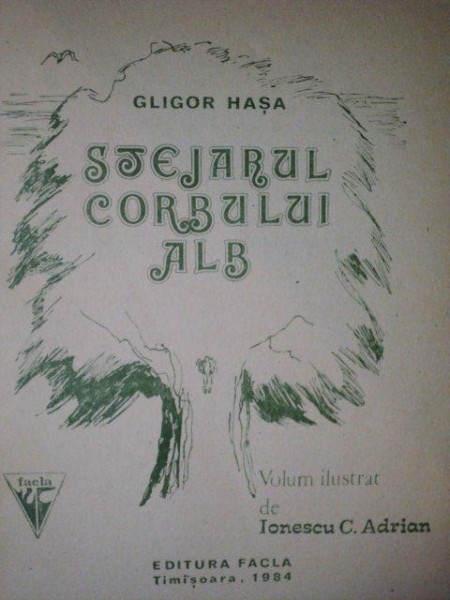 GLIGOR HAȘA
STEJARUL
CORBULUI
ALB
facla
Volum ilustrat
de
Ionescu C. Adrian
EDITURA FACLA
Timișoara, 1984